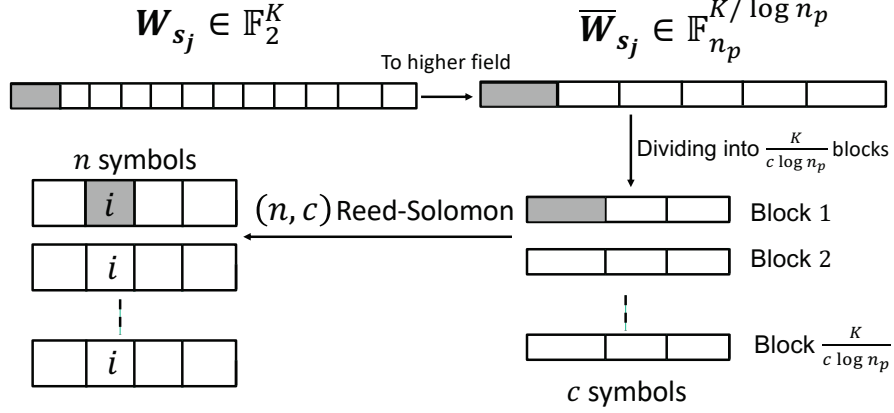 𝑾_{𝒔_𝒋} ∈ 𝔽_2^K
W̅_{s_j} ∈ 𝔽_{n_p}^{K/ log n_p}
To higher field
Dividing into K/(c log n_p) blocks
n symbols
i
(n, c) Reed-Solomon
Block 1
i
Block 2
i
Block K/(c log n_p)
c symbols